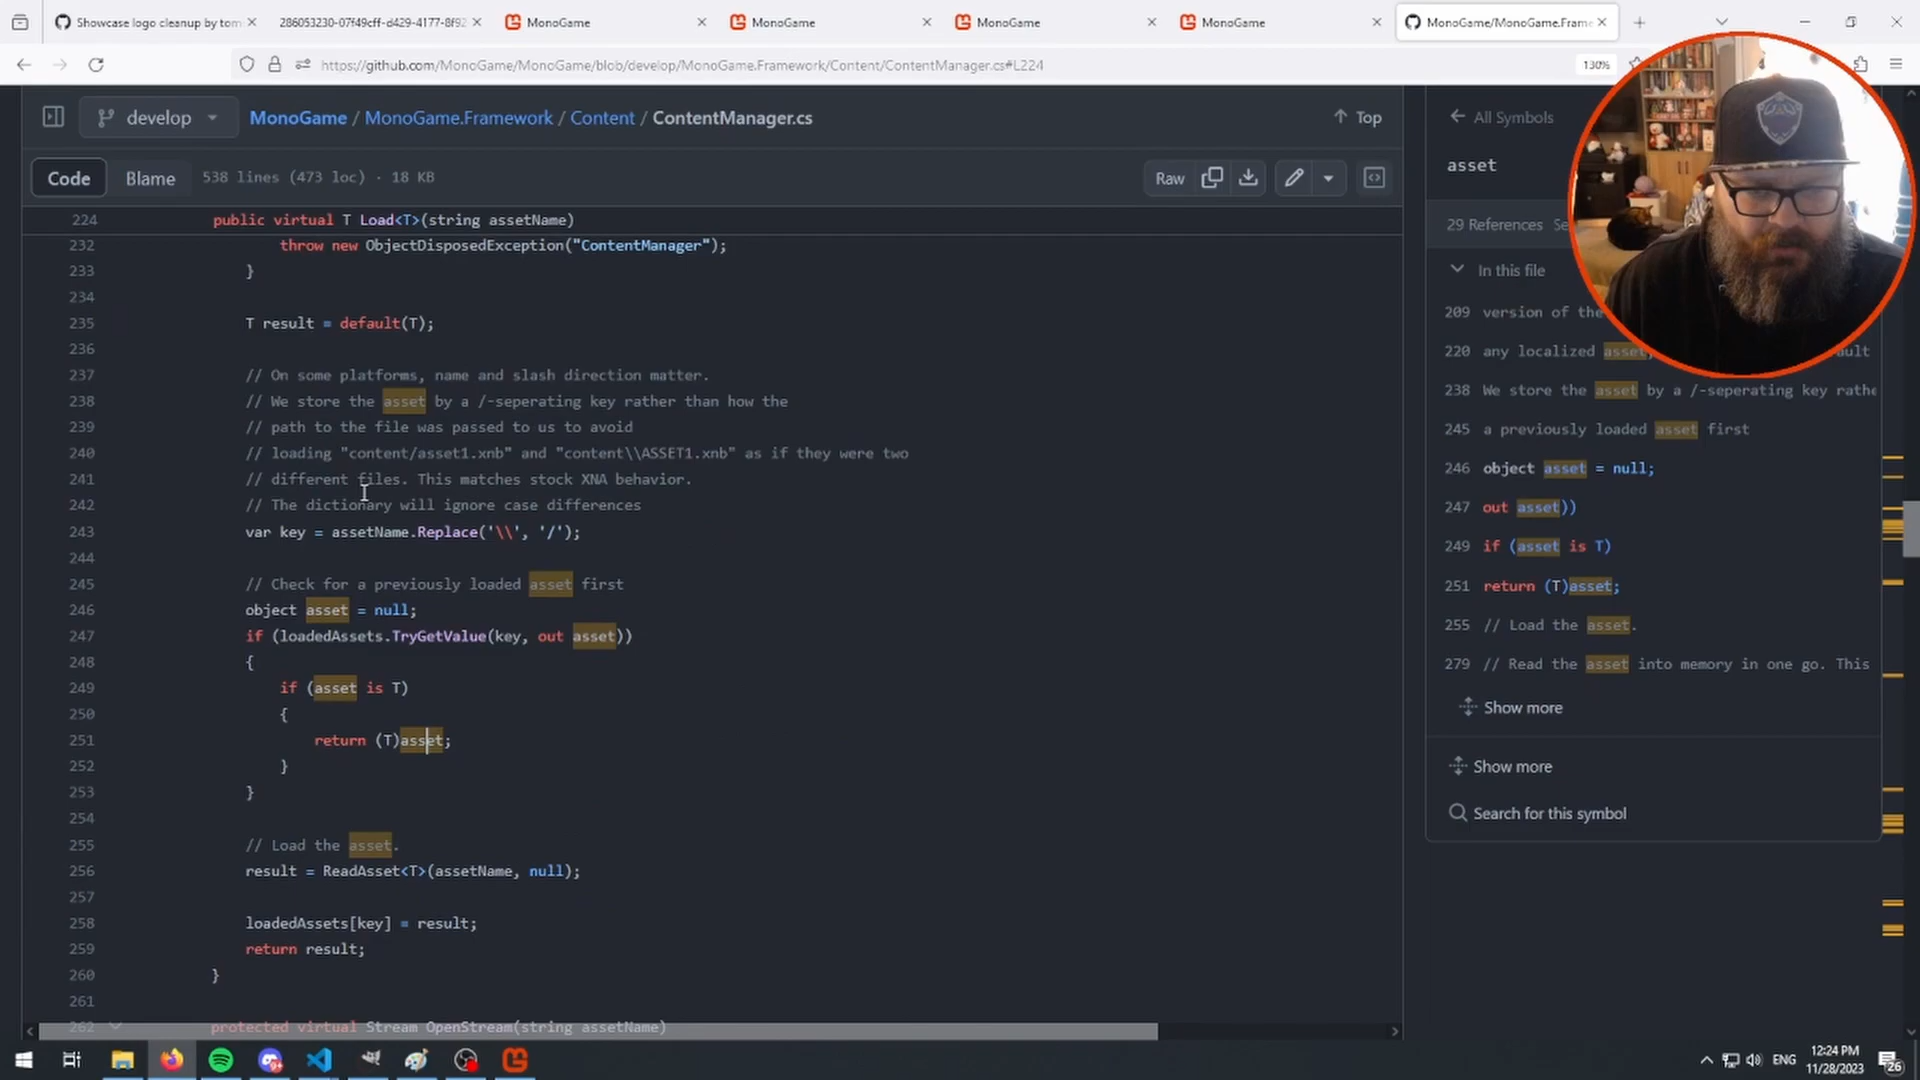 Showcase logo cleanup by tom
286053230-07f49cff-d429-4177-8f92
MonoGame
MonoGame
MonoGame
MonoGame
MonoGame/MonoGame.Frame
https://github.com/MonoGame/MonoGame/blob/develop/MonoGame.Framework/Content/ContentManager.cs#L224
130%
develop
MonoGame / MonoGame.Framework / Content / ContentManager.cs
Top
All Symbols
Code
Blame
538 lines (473 loc) · 18 KB
Raw
asset
224 public virtual T Load<T>(string assetName)
232 throw new ObjectDisposedException("ContentManager");
233 }
234
235 T result = default(T);
236
237 // On some platforms, name and slash direction matter.
238 // We store the asset by a /-seperating key rather than how the
239 // path to the file was passed to us to avoid
240 // loading "content/asset1.xnb" and "content\\ASSET1.xnb" as if they were two
241 // different files. This matches stock XNA behavior.
242 // The dictionary will ignore case differences
243 var key = assetName.Replace('\\', '/');
244
245 // Check for a previously loaded asset first
246 object asset = null;
247 if (loadedAssets.TryGetValue(key, out asset))
248 {
249 if (asset is T)
250 {
251 return (T)asset;
252 }
253 }
254
255 // Load the asset.
256 result = ReadAsset<T>(assetName, null);
257
258 loadedAssets[key] = result;
259 return result;
260 }
261
262 protected virtual Stream OpenStream(string assetName)
29 References Se
In this file
209 version of the
220 any localized asset
ault
238 We store the asset by a /-seperating key rathe
245 a previously loaded asset first
246 object asset = null;
247 out asset))
249 if (asset is T)
251 return (T)asset;
255 // Load the asset.
279 // Read the asset into memory in one go. This
Show more
Show more
Search for this symbol
ENG
12:24 PM
11/28/2023
26